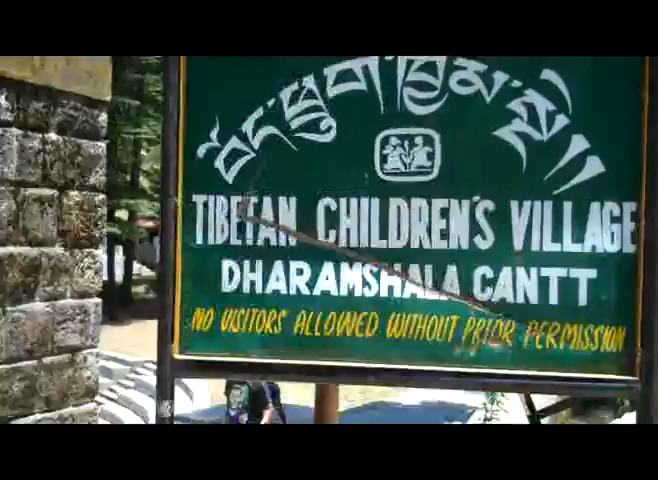 བོད་ཕྲུག་ཁྱིམ་སྡེ།།
TIBETAN CHILDREN'S VILLAGE
DHARAMSHALA CANTT
NO VISITORS ALLOWED WITHOUT PRIOR PERMISSION